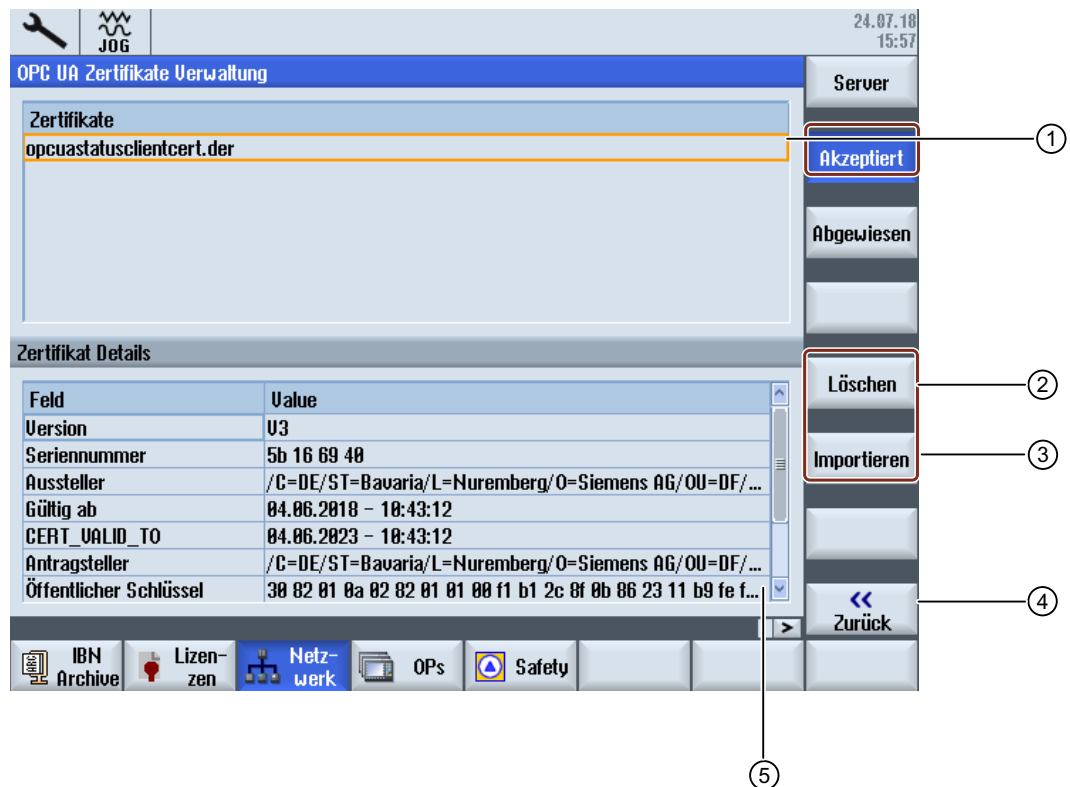 JOG
24.07.18
15:57
OPC UA Zertifikate Verwaltung
Server
Zertifikate
opcuastatusclientcert.der
Akzeptiert
1
Abgewiesen
Zertifikat Details
Löschen
2
Feld Value
Version V3
Seriennummer 5b 16 69 40
Importieren
3
Aussteller /C=DE/ST=Bavaria/L=Nuremberg/O=Siemens AG/OU=DF/...
Gültig ab 04.06.2018 - 10:43:12
CERT_VALID_TO 04.06.2023 - 10:43:12
Antragsteller /C=DE/ST=Bavaria/L=Nuremberg/O=Siemens AG/OU=DF/...
Öffentlicher Schlüssel 30 82 01 0a 02 82 01 01 00 f1 b1 2c 8f 0b 86 23 11 b9 fe f...
<<
Zurück
4
>
IBN
Archive
Lizen-
zen
Netz-
werk
OPs
Safety
5